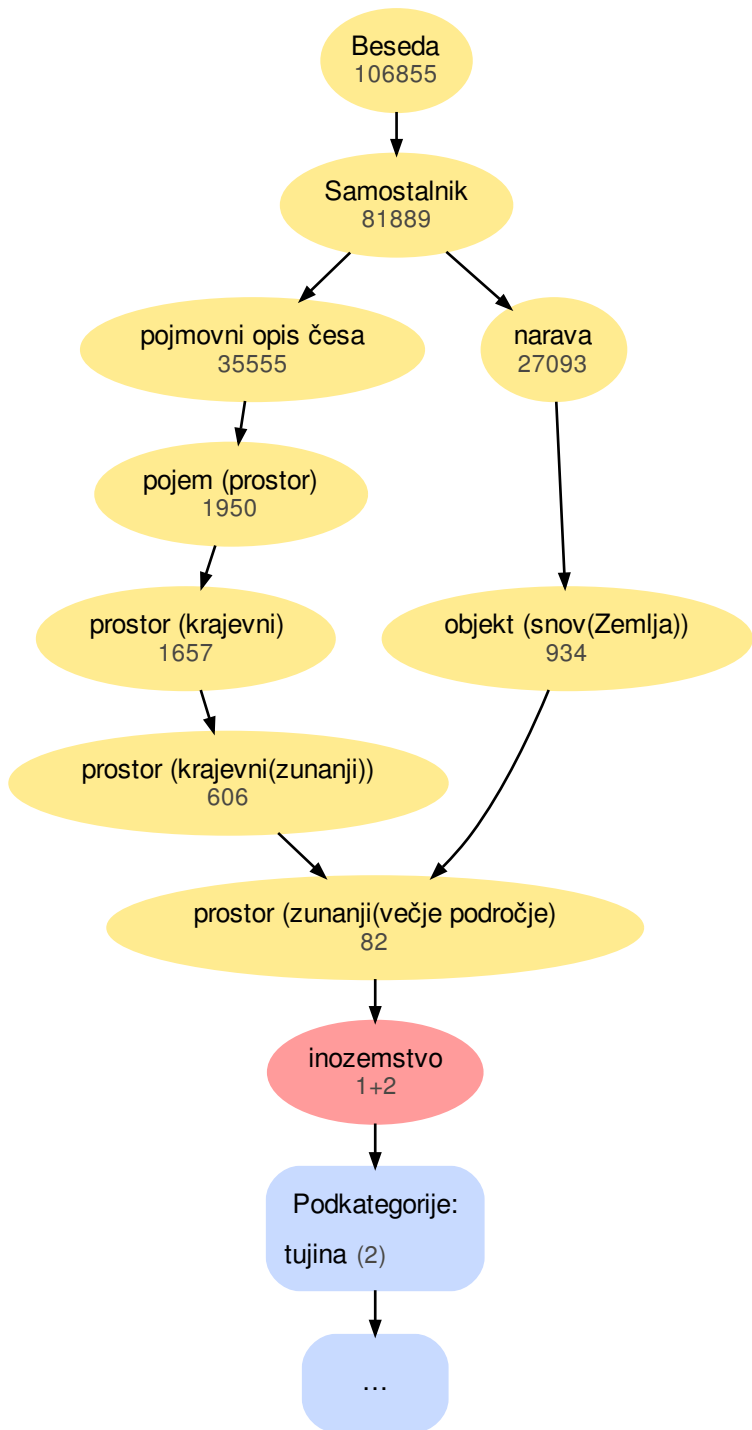 Beseda
106855
Samostalnik
81889
pojmovni opis česa
35555
narava
27093
pojem (prostor)
1950
prostor (krajevni)
1657
objekt (snov(Zemlja))
934
prostor (krajevni(zunanji))
606
prostor (zunanji(večje področje)
82
inozemstvo
1+2
Podkategorije:
tujina (2)
...